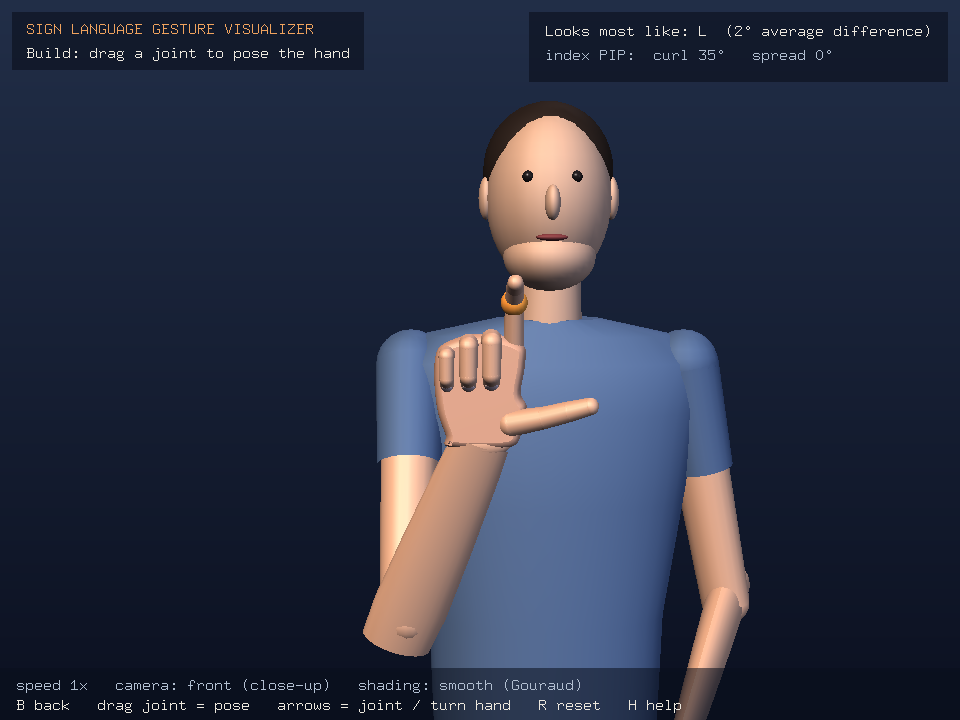 SIGN LANGUAGE GESTURE VISUALIZER
Build: drag a joint to pose the hand
Looks most like: L  (2° average difference)
index PIP:  curl 35°   spread 0°
speed 1x   camera: front (close-up)   shading: smooth (Gouraud)
B back   drag joint = pose   arrows = joint / turn hand   R reset   H help